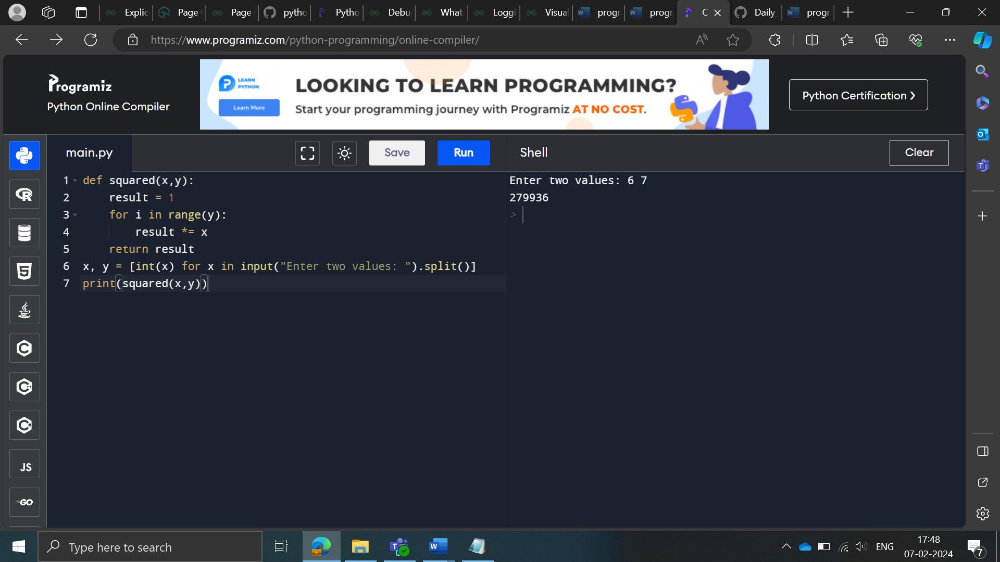 Explic
Page
Page
pytho
Pytho
Debu
What
Loggi
Visua
progr
progr
C
Daily_
progr
https://www.programiz.com/python-programming/online-compiler/
Programiz
Python Online Compiler
LEARN
PYTHON
Learn More
LOOKING TO LEARN PROGRAMMING?
Start your programming journey with Programiz AT NO COST.
Python Certification ❯
main.py
Save
Run
Shell
Clear
1 def squared(x,y):
2     result = 1
3     for i in range(y):
4         result *= x
5     return result
6 x, y = [int(x) for x in input("Enter two values: ").split()]
7 print(squared(x,y))
Enter two values: 6 7
279936
>
JS
GO
Type here to search
ENG
17:48
07-02-2024
7